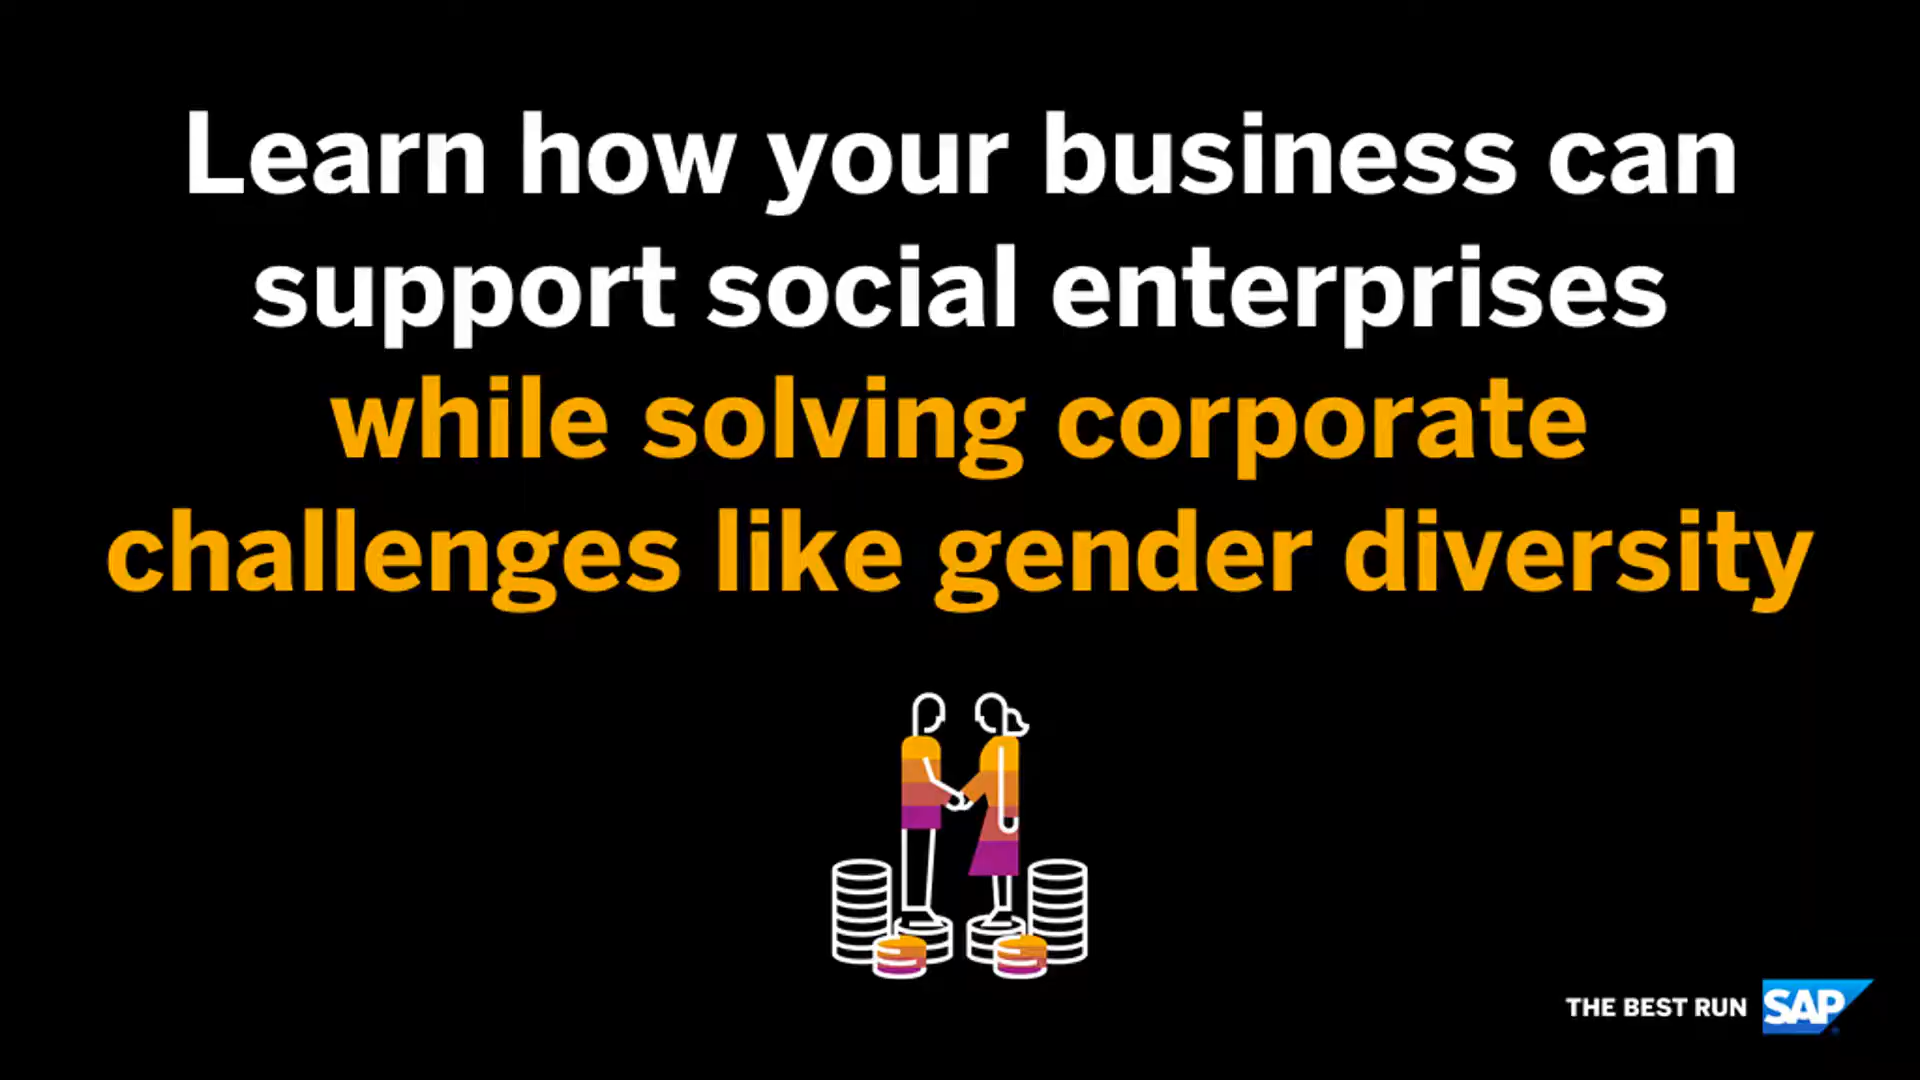 Learn how your business can
support social enterprises
while solving corporate
challenges like gender diversity
THE BEST RUN SAP